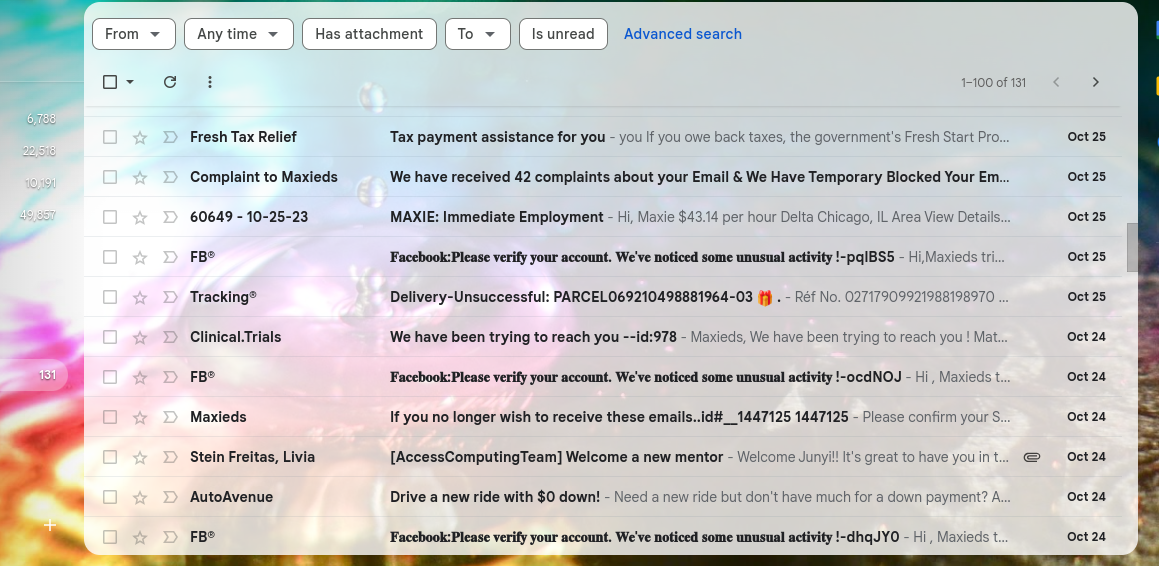 From Any time Has attachment To Is unread Advanced search
1–100 of 131
6,788
22,518
10,191
49,857
131
Fresh Tax Relief Tax payment assistance for you - you If you owe back taxes, the government's Fresh Start Pro... Oct 25
Complaint to Maxieds We have received 42 complaints about your Email & We Have Temporary Blocked Your Em... Oct 25
60649 - 10-25-23 MAXIE: Immediate Employment - Hi, Maxie $43.14 per hour Delta Chicago, IL Area View Details... Oct 25
FB® Facebook:Please verify your account. We've noticed some unusual activity !-pqlBS5 - Hi,Maxieds tri... Oct 25
Tracking® Delivery-Unsuccessful: PARCEL069210498881964-03 🎁 . - Réf No. 02717909921988198970 ... Oct 25
Clinical.Trials We have been trying to reach you --id:978 - Maxieds, We have been trying to reach you ! Mat... Oct 24
FB® Facebook:Please verify your account. We've noticed some unusual activity !-ocdNOJ - Hi , Maxieds t... Oct 24
Maxieds If you no longer wish to receive these emails..id#__1447125 1447125 - Please confirm your S... Oct 24
Stein Freitas, Livia [AccessComputingTeam] Welcome a new mentor - Welcome Junyi!! It's great to have you in t... Oct 24
AutoAvenue Drive a new ride with $0 down! - Need a new ride but don't have much for a down payment? A... Oct 24
FB® Facebook:Please verify your account. We've noticed some unusual activity !-dhqJY0 - Hi , Maxieds t... Oct 24